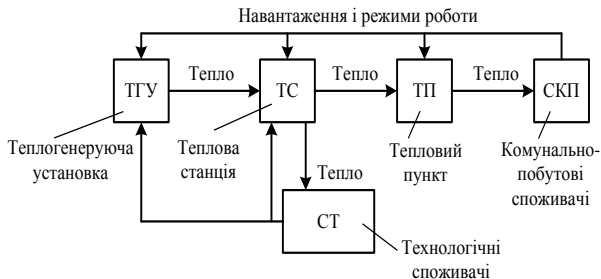 Навантаження і режими роботи
ТГУ
Тепло
ТС
Тепло
ТП
Тепло
СКП
Теплогенеруюча
установка
Теплова
станція
Тепловий
пункт
Комунально-
побутові
споживачі
Тепло
СТ
Технологічні
споживачі